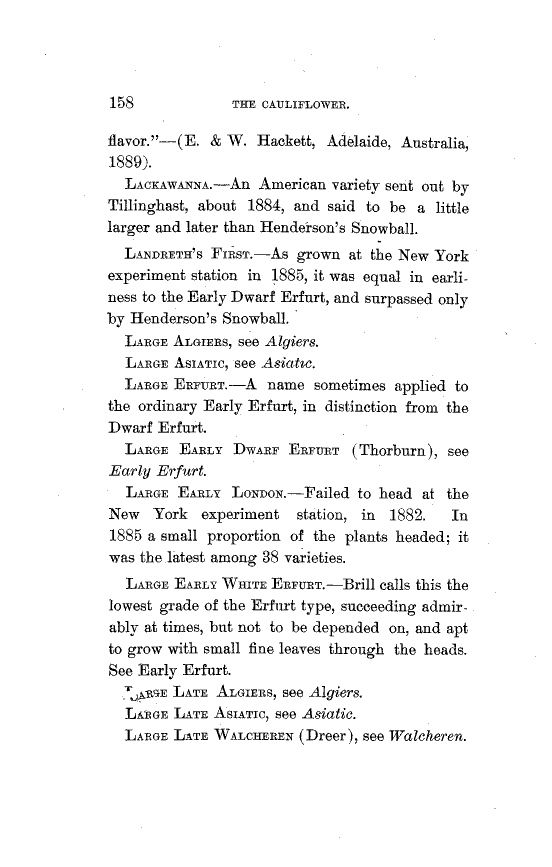 158 THE CAULIFLOWER.
flavor."—(E. & W. Hackett, Adelaide, Australia,
1889).
LACKAWANNA.—An American variety sent out by
Tillinghast, about 1884, and said to be a little
larger and later than Henderson's Snowball.
LANDRETH'S FIRST.—As grown at the New York
experiment station in 1885, it was equal in earli-
ness to the Early Dwarf Erfurt, and surpassed only
by Henderson's Snowball.
LARGE ALGIERS, see Algiers.
LARGE ASIATIC, see Asiatic.
LARGE ERFURT.—A name sometimes applied to
the ordinary Early Erfurt, in distinction from the
Dwarf Erfurt.
LARGE EARLY DWARF ERFURT (Thorburn), see
Early Erfurt.
LARGE EARLY LONDON.—Failed to head at the
New York experiment station, in 1882. In
1885 a small proportion of the plants headed; it
was the latest among 38 varieties.
LARGE EARLY WHITE ERFURT.—Brill calls this the
lowest grade of the Erfurt type, succeeding admir-
ably at times, but not to be depended on, and apt
to grow with small fine leaves through the heads.
See Early Erfurt.
LARGE LATE ALGIERS, see Algiers.
LARGE LATE ASIATIC, see Asiatic.
LARGE LATE WALCHEREN (Dreer), see Walcheren.